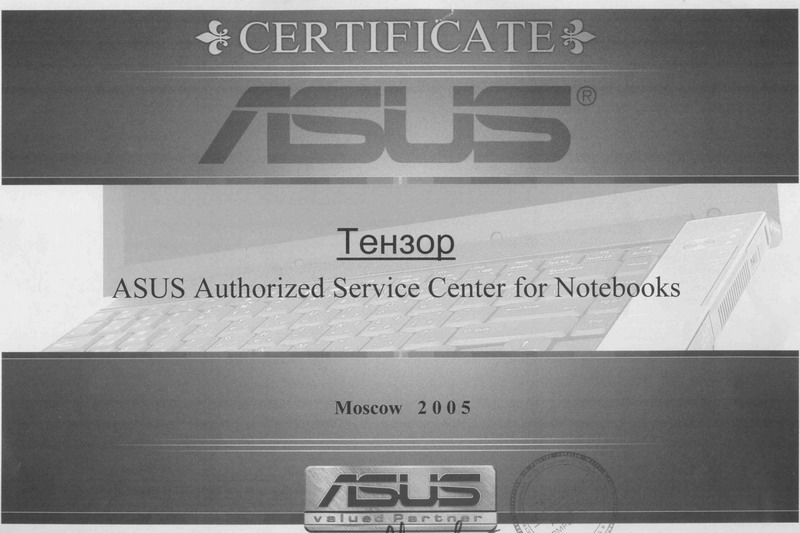 CERTIFICATE
ASUS®
Тензор
ASUS Authorized Service Center for Notebooks
Moscow 2005
ASUS
valued Partner